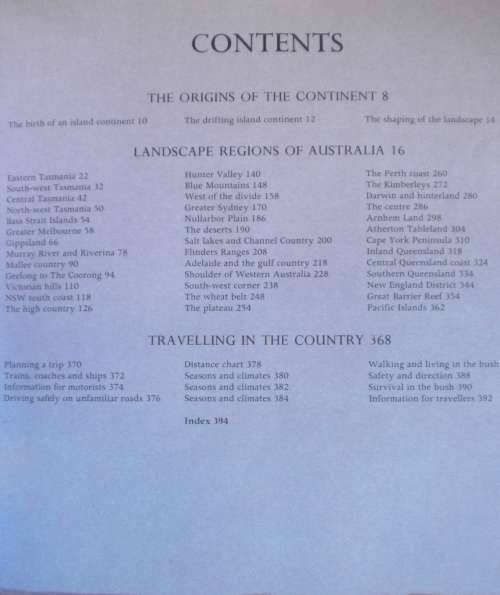 CONTENTS
THE ORIGINS OF THE CONTINENT 8
The birth of an island continent 10
The drifting island continent 12
The shaping of the landscape 14
LANDSCAPE REGIONS OF AUSTRALIA 16
Eastern Tasmania 22
South-west Tasmania 32
Central Tasmania 42
North-west Tasmania 50
Bass Strait Islands 54
Greater Melbourne 58
Gippsland 66
Murray River and Riverina 78
Mallee country 90
Geelong to The Coorong 94
Victorian hills 110
NSW south coast 118
The high country 126
Hunter Valley 140
Blue Mountains 148
West of the divide 158
Greater Sydney 170
Nullarbor Plain 186
The deserts 190
Salt lakes and Channel Country 200
Flinders Ranges 208
Adelaide and the gulf country 218
Shoulder of Western Australia 228
South-west corner 238
The wheat belt 248
The plateau 254
The Perth coast 260
The Kimberleys 272
Darwin and hinterland 280
The centre 286
Arnhem Land 298
Atherton Tableland 304
Cape York Peninsula 310
Inland Queensland 318
Central Queensland coast 324
Southern Queensland 334
New England District 344
Great Barrier Reef 354
Pacific Islands 362
TRAVELLING IN THE COUNTRY 368
Planning a trip 370
Trains, coaches and ships 372
Information for motorists 374
Driving safely on unfamiliar roads 376
Distance chart 378
Seasons and climates 380
Seasons and climates 382
Seasons and climates 384
Walking and living in the bush
Safety and direction 388
Survival in the bush 390
Information for travellers 392
Index 394